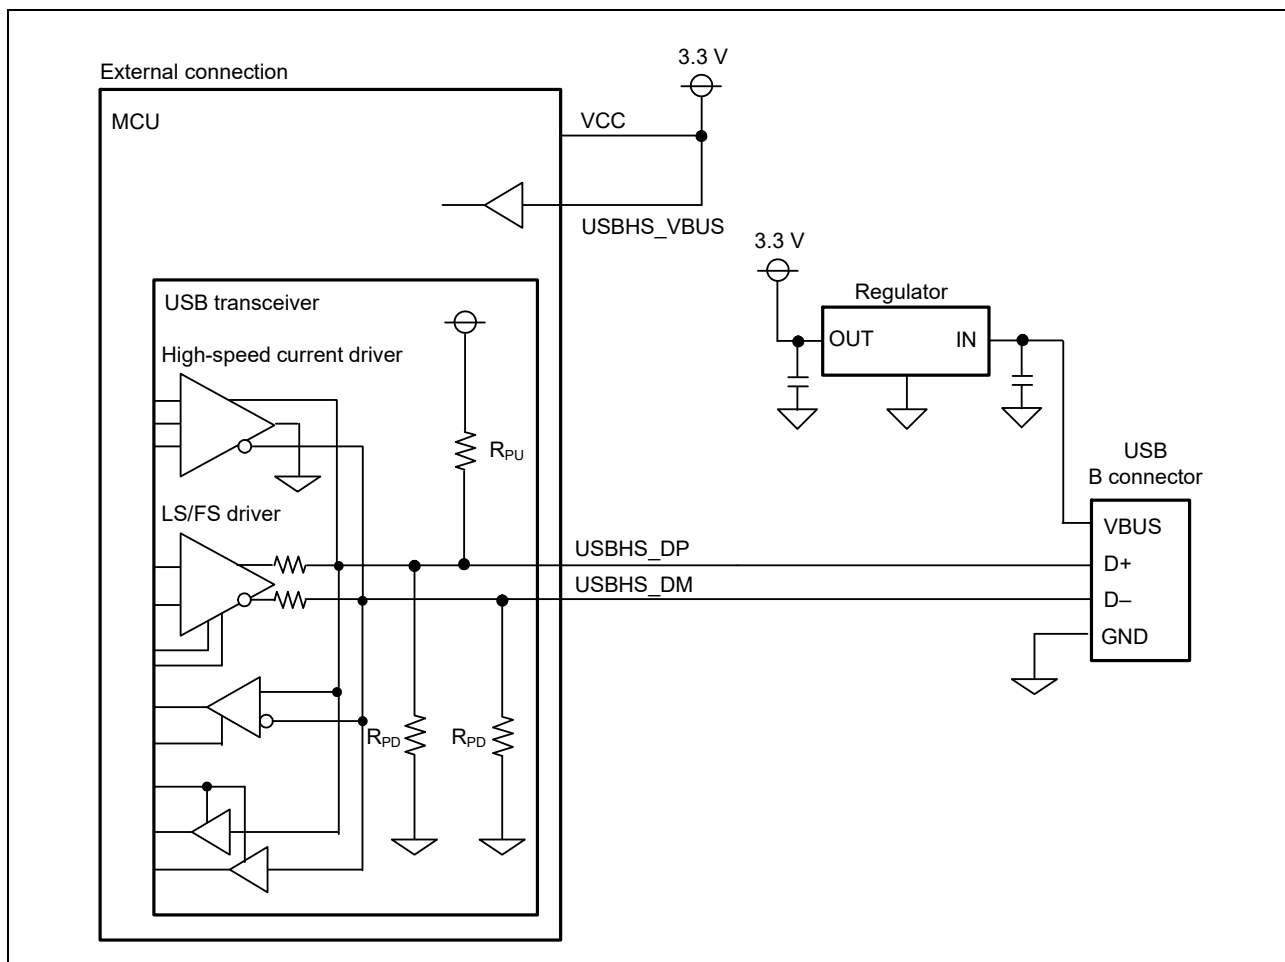 3.3 V
External connection
MCU
VCC
USBHS_VBUS
3.3 V
USB transceiver
Regulator
OUT
IN
High-speed current driver
RPU
USB
B connector
LS/FS driver
VBUS
USBHS_DP
D+
USBHS_DM
D–
GND
RPD
RPD